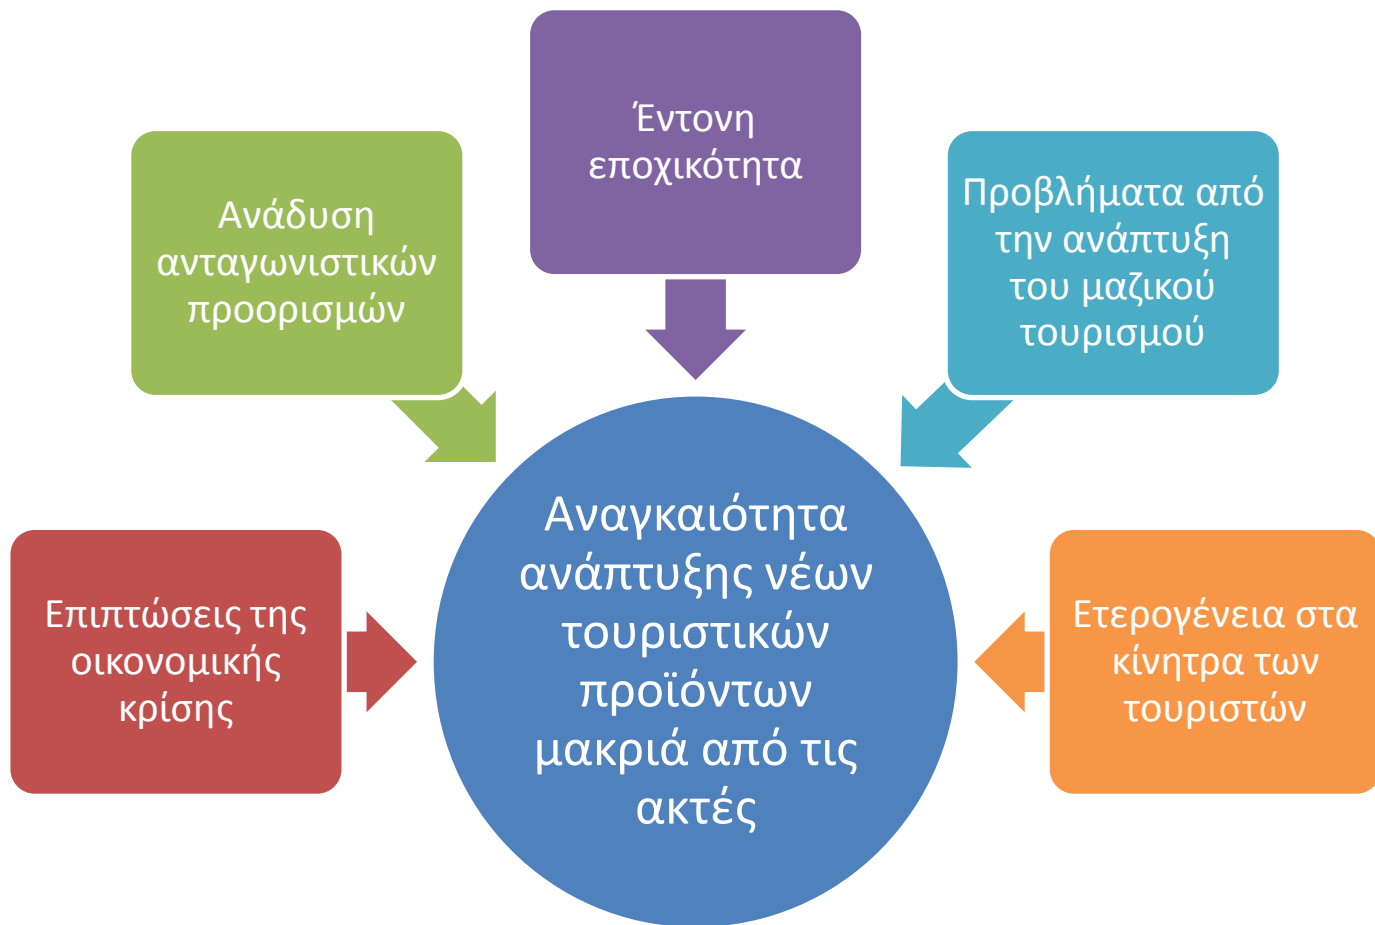 Έντονη
εποχικότητα
Ανάδυση
ανταγωνιστικών
προορισμών
Προβλήματα από
την ανάπτυξη
του μαζικού
τουρισμού
Επιπτώσεις της
οικονομικής
κρίσης
Αναγκαιότητα
ανάπτυξης νέων
τουριστικών
προϊόντων
μακριά από τις
ακτές
Ετερογένεια στα
κίνητρα των
τουριστών